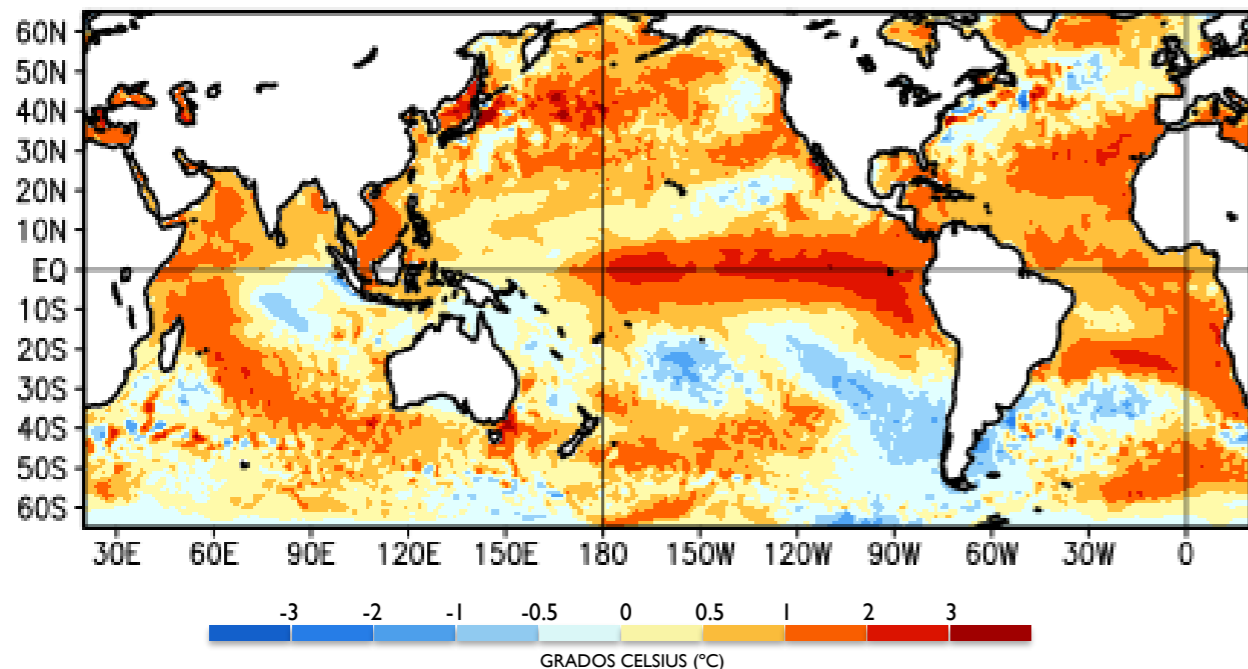 60N
50N
40N
30N
20N
10N
EQ
10S
20S
30S
40S
50S
60S
30E 60E 90E 120E 150E 180 150W 120W 90W 60W 30W 0
-3 -2 -1 -0.5 0 0.5 1 2 3
GRADOS CELSIUS (°C)